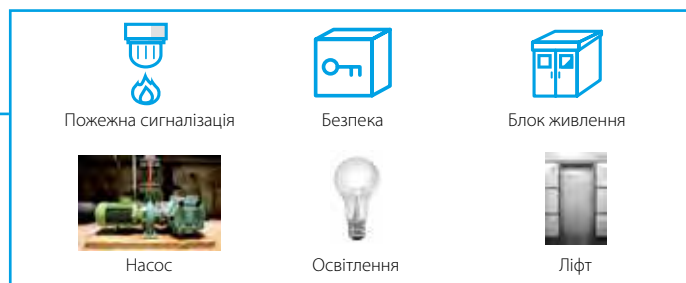 Пожежна сигналізація
Безпека
Блок живлення
Насос
Освітлення
Ліфт